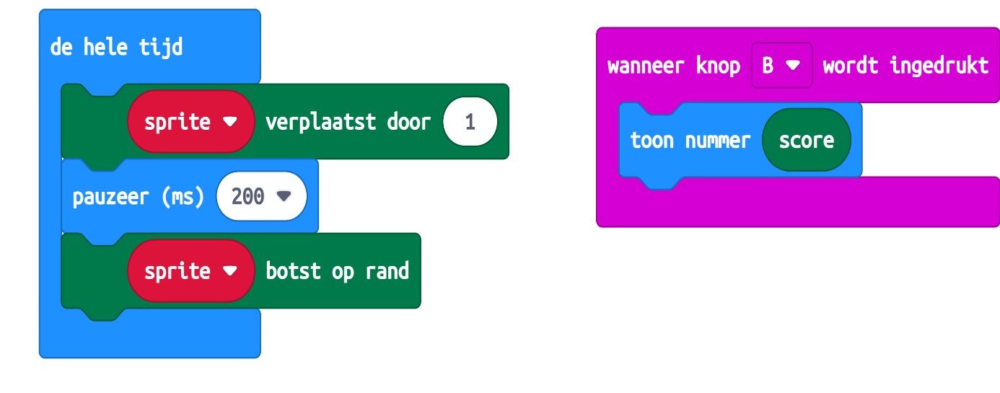 de hele tijd
sprite verplaatst door 1
pauzeer (ms) 200
sprite botst op rand
wanneer knop B wordt ingedrukt
toon nummer score